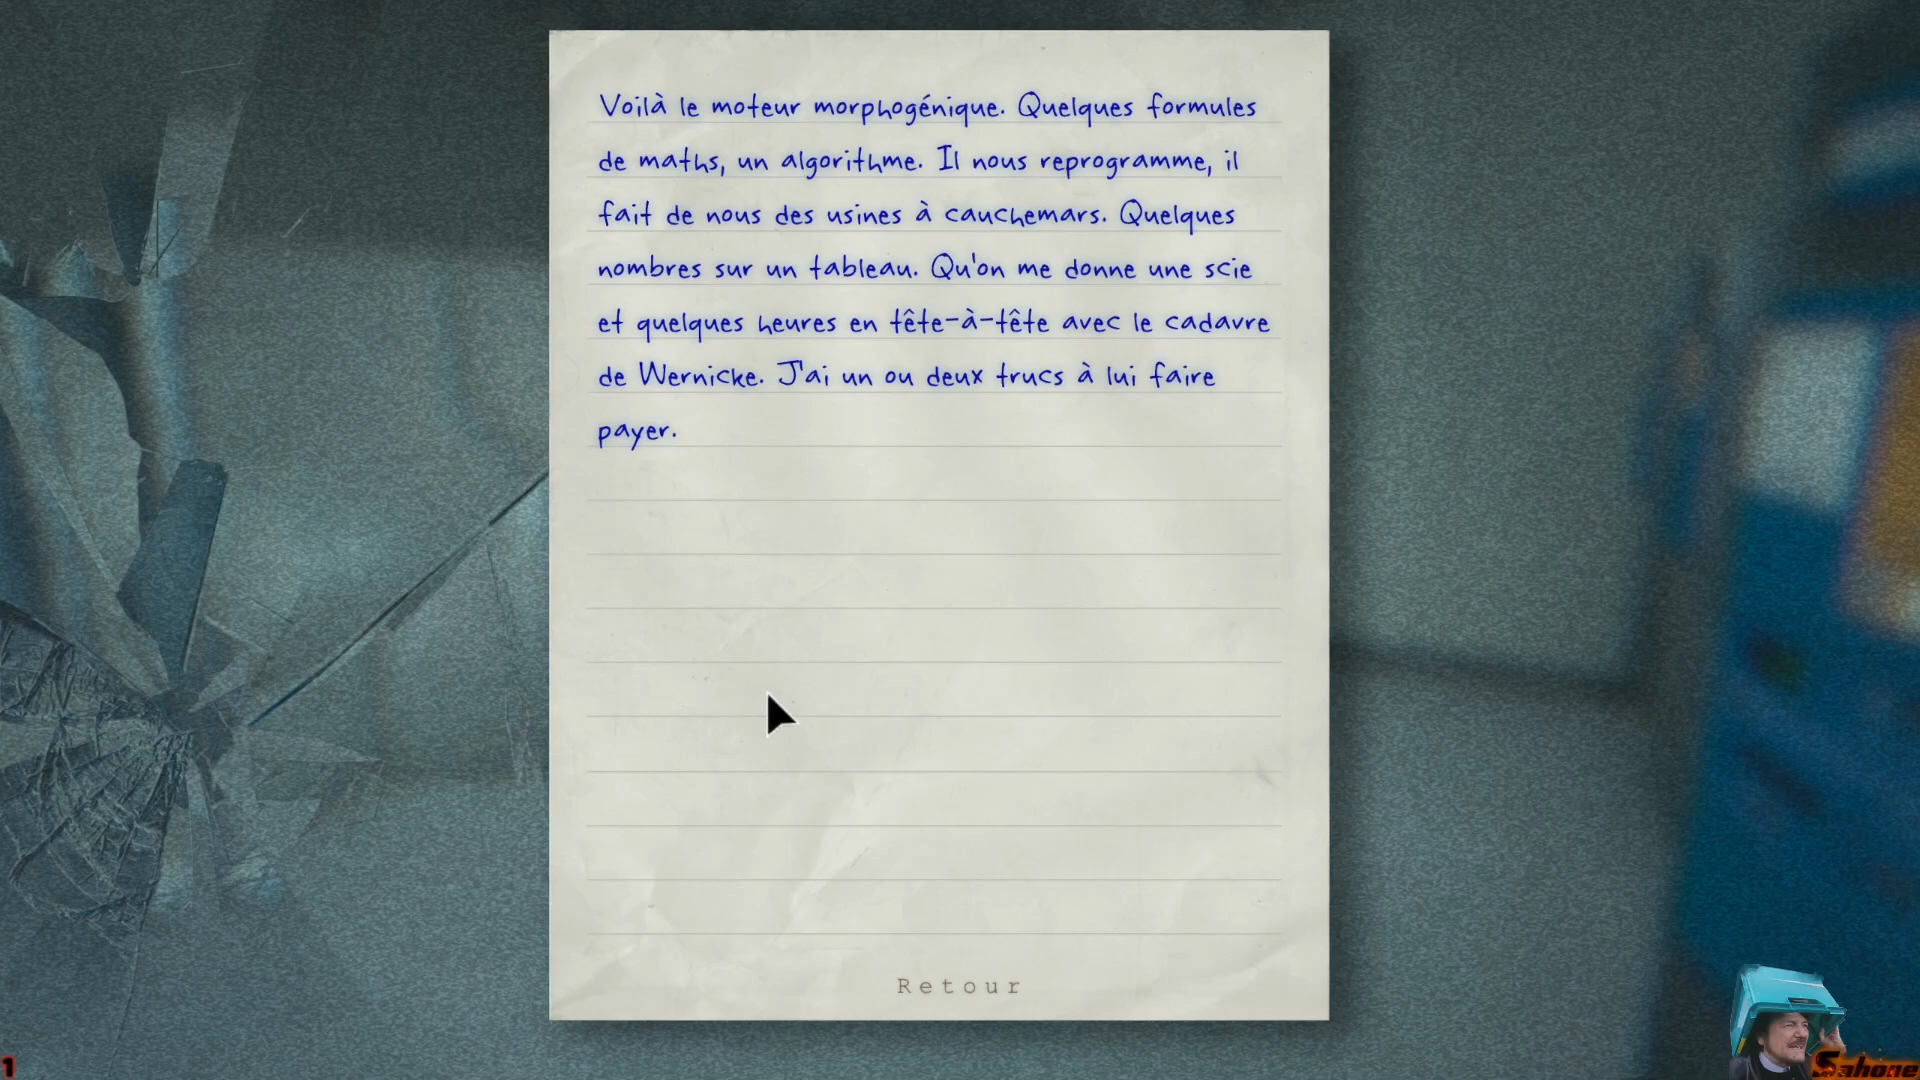 Voilà le moteur morphogénique. Quelques formules
de maths, un algorithme. Il nous reprogramme, il
fait de nous des usines à cauchemars. Quelques
nombres sur un tableau. Qu'on me donne une scie
et quelques heures en tête-à-tête avec le cadavre
de Wernicke. J'ai un ou deux trucs à lui faire
payer.
Retour
1
Sahone